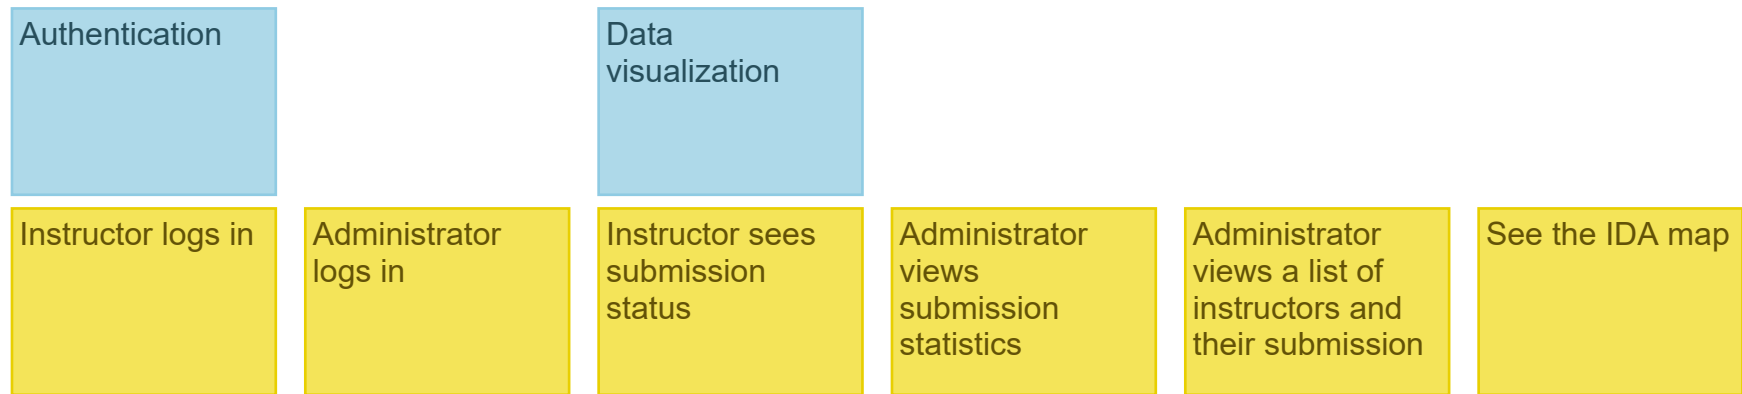 Authentication
Data
visualization
Instructor logs in
Administrator
logs in
Instructor sees
submission
status
Administrator
views
submission
statistics
Administrator
views a list of
instructors and
their submission
See the IDA map